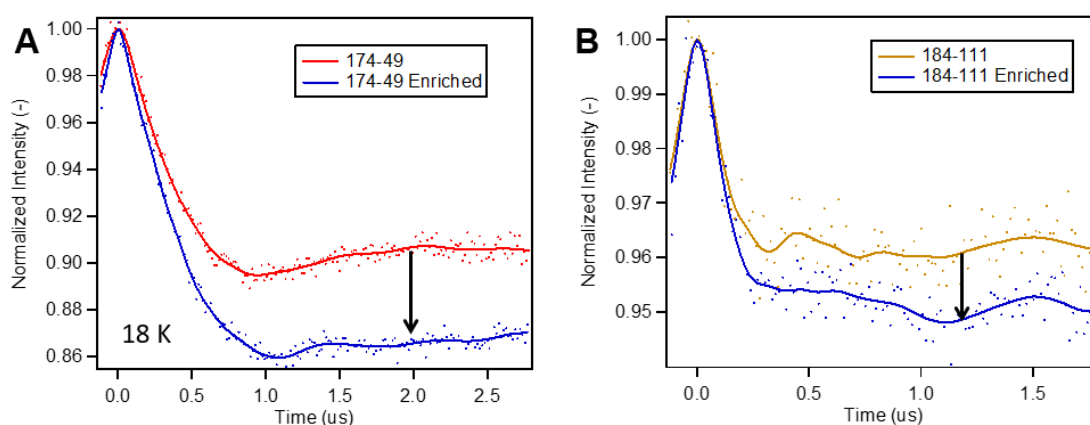 A
Normalized Intensity (-)
1.00
0.98
0.96
0.94
0.92
0.90
0.88
0.86
174-49
174-49 Enriched
18 K
0.0
0.5
1.0
1.5
2.0
2.5
Time (us)
B
Normalized Intensity (-)
1.00
0.99
0.98
0.97
0.96
0.95
184-111
184-111 Enriched
0.0
0.5
1.0
1.5
Time (us)